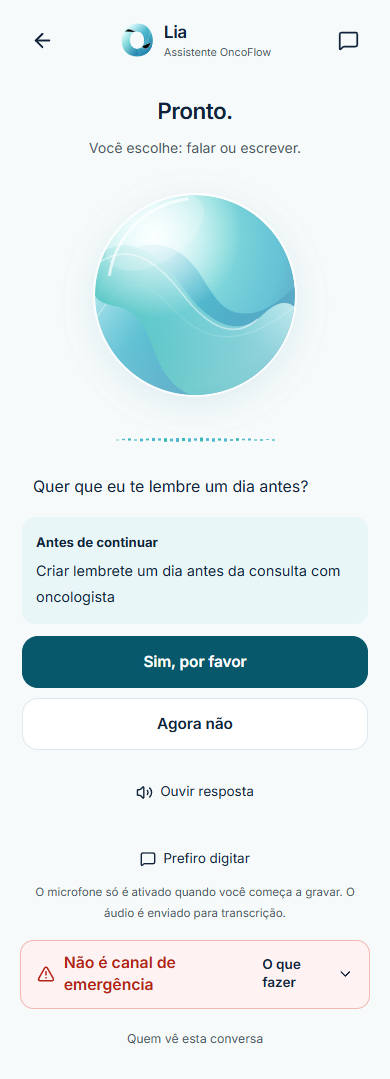 Lia
Assistente OncoFlow
Pronto.
Você escolhe: falar ou escrever.
Quer que eu te lembre um dia antes?
Antes de continuar
Criar lembrete um dia antes da consulta com
oncologista
Sim, por favor
Agora não
Ouvir resposta
Prefiro digitar
O microfone só é ativado quando você começa a gravar. O
áudio é enviado para transcrição.
Não é canal de
emergência
O que
fazer
Quem vê esta conversa